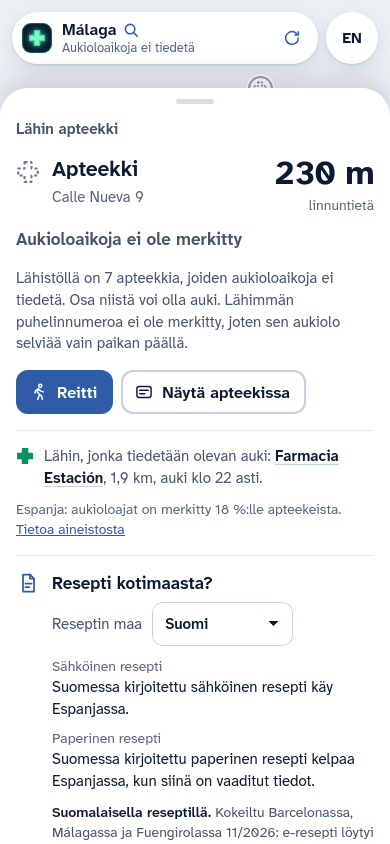 Málaga
Aukioloaikoja ei tiedetä
EN
Lähin apteekki
Apteekki
230 m
Calle Nueva 9
linnuntietä
Aukioloaikoja ei ole merkitty
Lähistöllä on 7 apteekkia, joiden aukioloaikoja ei
tiedetä. Osa niistä voi olla auki. Lähimmän
puhelinnumeroa ei ole merkitty, joten sen aukiolo
selviää vain paikan päällä.
Reitti
Näytä apteekissa
Lähin, jonka tiedetään olevan auki: Farmacia
Estación, 1,9 km, auki klo 22 asti.
Espanja: aukioloajat on merkitty 18 %:lle apteekeista.
Tietoa aineistosta
Resepti kotimaasta?
Reseptin maa
Suomi
Sähköinen resepti
Suomessa kirjoitettu sähköinen resepti käy
Espanjassa.
Paperinen resepti
Suomessa kirjoitettu paperinen resepti kelpaa
Espanjassa, kun siinä on vaaditut tiedot.
Suomalaisella reseptillä. Kokeiltu Barcelonassa,
Málagassa ja Fuengirolassa 11/2026: e-resepti löytyi